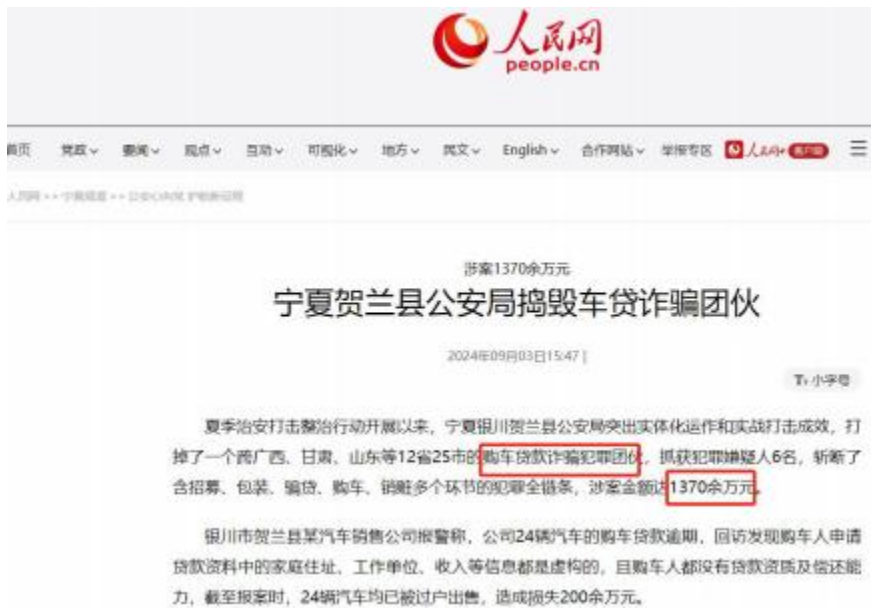 人民网
people.cn
首页 党政 要闻 观点 互动 可视化 地方 民文 English 合作网站 举报专区 人民网+ 客户端
人民网 >> 宁夏频道 >>
涉案1370余万元
宁夏贺兰县公安局捣毁车贷诈骗团伙
2024年09月03日15:47 |
T 小字号
夏季治安打击整治行动开展以来，宁夏银川贺兰县公安局突出实体化运作和实战打击成效，打
掉了一个跨广西、甘肃、山东等12省25市的购车贷款诈骗犯罪团伙，抓获犯罪嫌疑人6名，斩断了
含招募、包装、骗贷、购车、销赃多个环节的犯罪全链条，涉案金额达1370余万元。
银川市贺兰县某汽车销售公司报警称，公司24辆汽车的购车贷款逾期，回访发现购车人申请
贷款资料中的家庭住址、工作单位、收入等信息都是虚构的，且购车人都没有贷款资质及偿还能
力，截至报案时，24辆汽车均已被过户出售，造成损失200余万元。